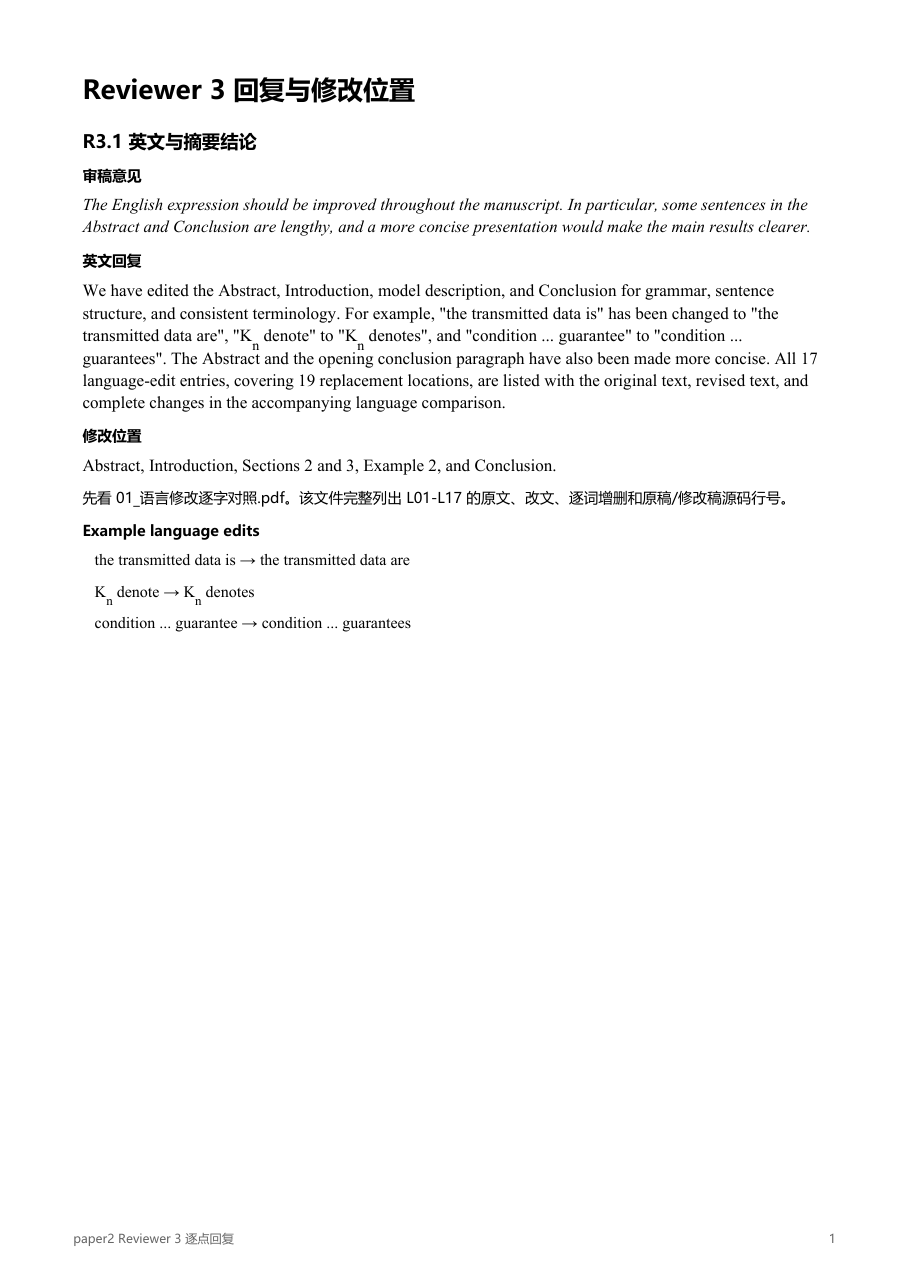 Reviewer 3 回复与修改位置
R3.1 英文与摘要结论
审稿意见
The English expression should be improved throughout the manuscript. In particular, some sentences in the
Abstract and Conclusion are lengthy, and a more concise presentation would make the main results clearer.
英文回复
We have edited the Abstract, Introduction, model description, and Conclusion for grammar, sentence
structure, and consistent terminology. For example, "the transmitted data is" has been changed to "the
transmitted data are", "Kn denote" to "Kn denotes", and "condition ... guarantee" to "condition ...
guarantees". The Abstract and the opening conclusion paragraph have also been made more concise. All 17
language-edit entries, covering 19 replacement locations, are listed with the original text, revised text, and
complete changes in the accompanying language comparison.
修改位置
Abstract, Introduction, Sections 2 and 3, Example 2, and Conclusion.
先看 01_语言修改逐字对照.pdf。该文件完整列出 L01-L17 的原文、改文、逐词增删和原稿/修改稿源码行号。
Example language edits
the transmitted data is → the transmitted data are
Kn denote → Kn denotes
condition ... guarantee → condition ... guarantees
paper2 Reviewer 3 逐点回复
1